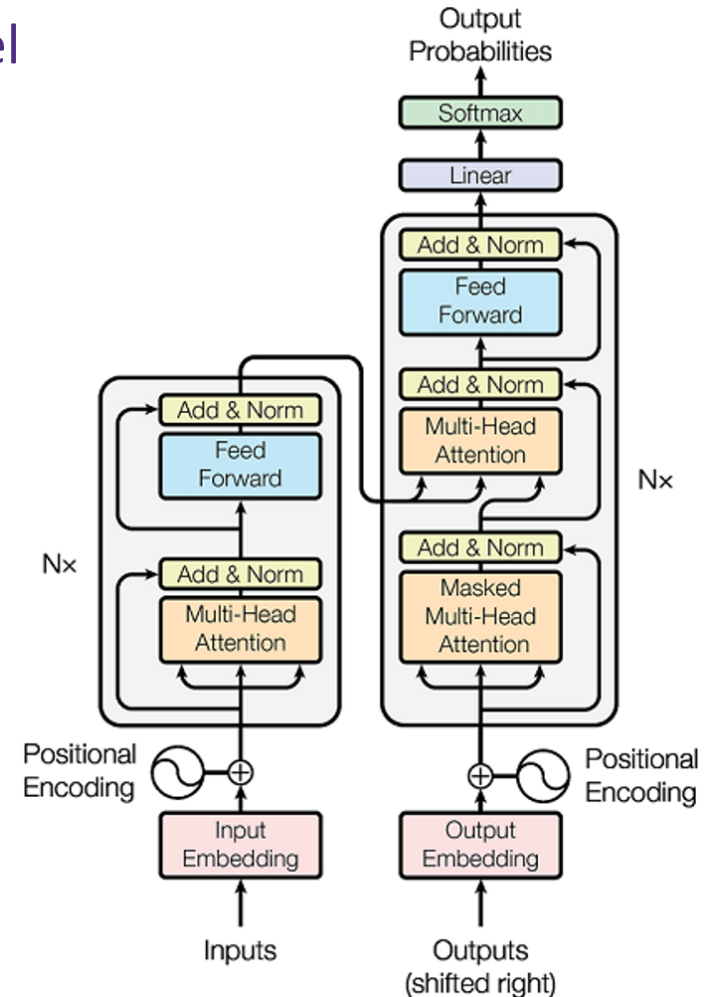 el
Output
Probabilities
Softmax
Linear
Add & Norm
Feed
Forward
Add & Norm
Multi-Head
Attention
Nx
Add & Norm
Masked
Multi-Head
Attention
Add & Norm
Feed
Forward
Nx
Add & Norm
Multi-Head
Attention
Positional
Encoding
Positional
Encoding
Input
Embedding
Output
Embedding
Inputs
Outputs
(shifted right)